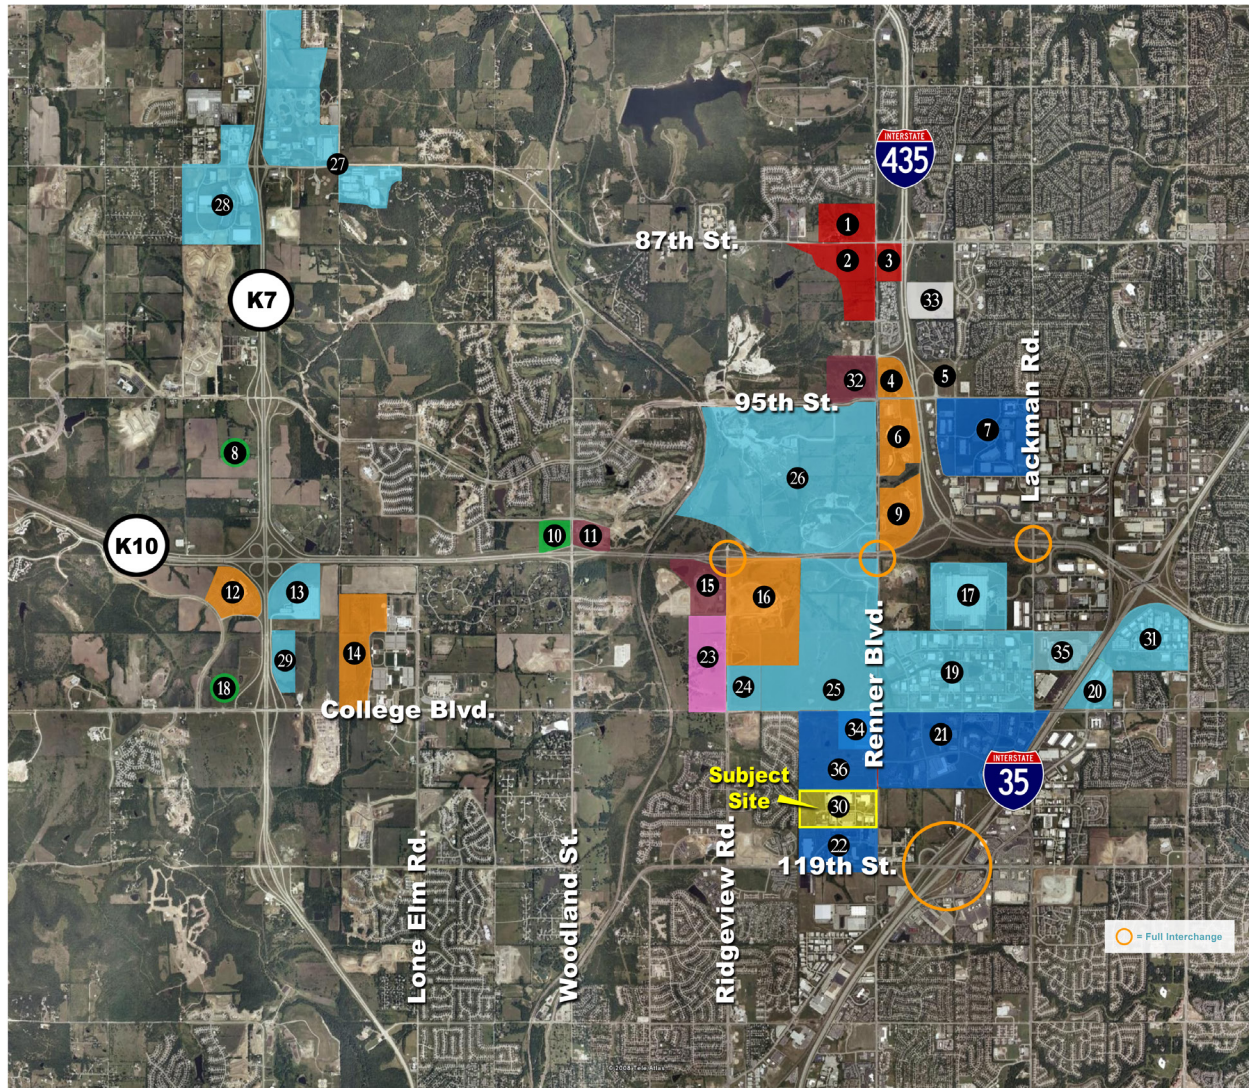 INTERSTATE
435
27
28
1
87th St.
2
3
K7
33
Lackman Rd.
32
4
5
95th St.
8
6
7
26
9
10
11
K10
12
13
15
16
17
Renner Blvd.
14
29
23
19
35
31
18
24
25
20
College Blvd.
34
21
INTERSTATE
35
36
Subject
Site
30
22
119th St.
Lone Elm Rd.
Woodland St.
Ridgeview Rd.
= Full Interchange
© 2008 Tele Atlas